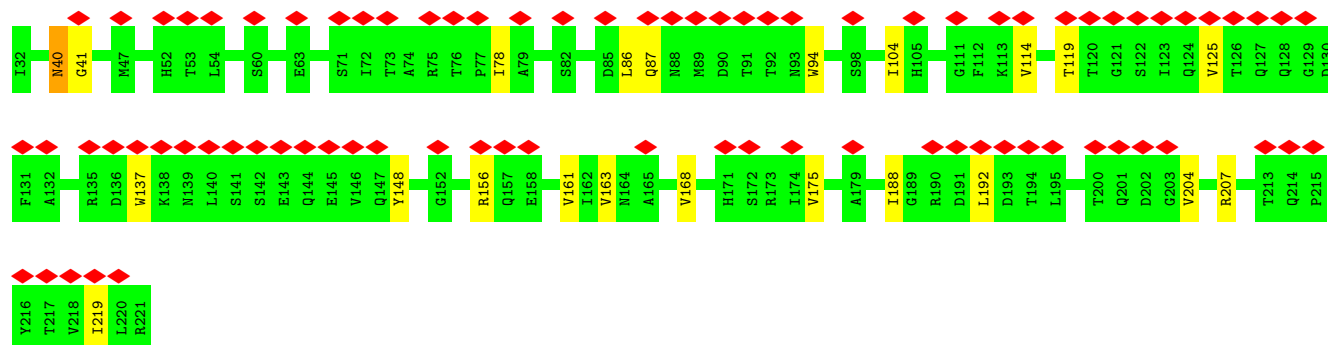 I32 N40 G41 M47 H52 T53 L54 S60 E63 S71 I72 T73 A74 R75 T76 P77 I78 A79 S82 D85 L86 Q87 N88 M89 D90 T91 T92 N93 W94 S98 I104 H105 G111 F112 K113 V114 T119 T120 G121 S122 I123 Q124 V125 T126 Q127 Q128 G129 D130
F131 A132 R135 D136 W137 K138 N139 L140 S141 S142 E143 Q144 E145 V146 Q147 Y148 G152 R156 Q157 E158 V161 I162 V163 N164 A165 V168 H171 S172 R173 I174 V175 A179 I188 G189 R190 D191 L192 D193 T194 L195 T200 Q201 D202 G203 V204 R207 T213 Q214 P215
Y216 T217 V218 I219 L220 R221